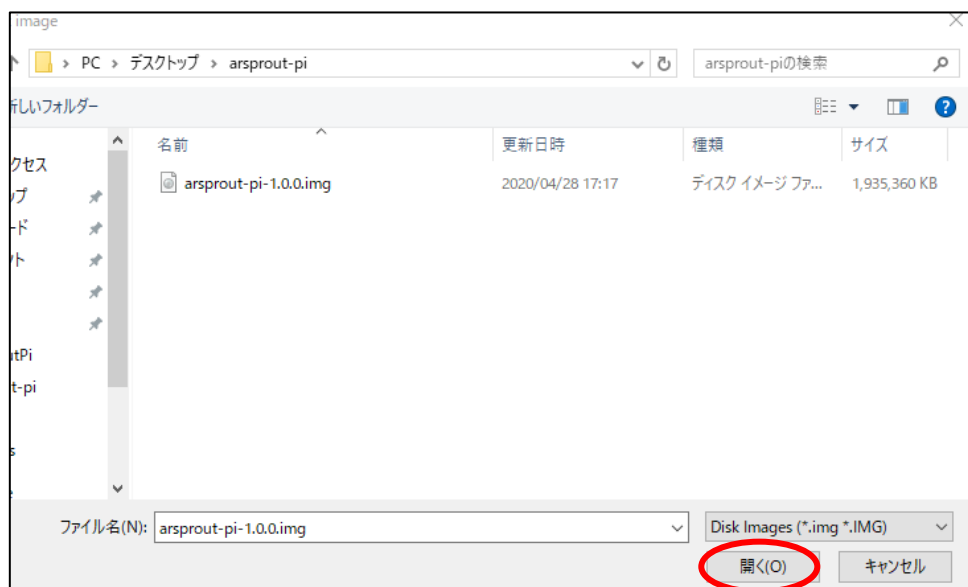 image
PC > デスクトップ > arsprout-pi
arsprout-piの検索
新しいフォルダー
名前 更新日時 種類 サイズ
arsprout-pi-1.0.0.img 2020/04/28 17:17 ディスク イメージ ファ... 1,935,360 KB
クセス
ップ
ード
ント
utPi
t-pi
s
ファイル名(N): arsprout-pi-1.0.0.img
Disk Images (*.img *.IMG)
開く(O) キャンセル